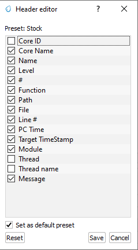 Header editor
Preset: Stock
Core ID
Core Name
Name
Level
#
Function
Path
File
Line #
PC Time
Target TimeStamp
Module
Thread
Thread name
Message
Set as default preset
Reset Save Cancel